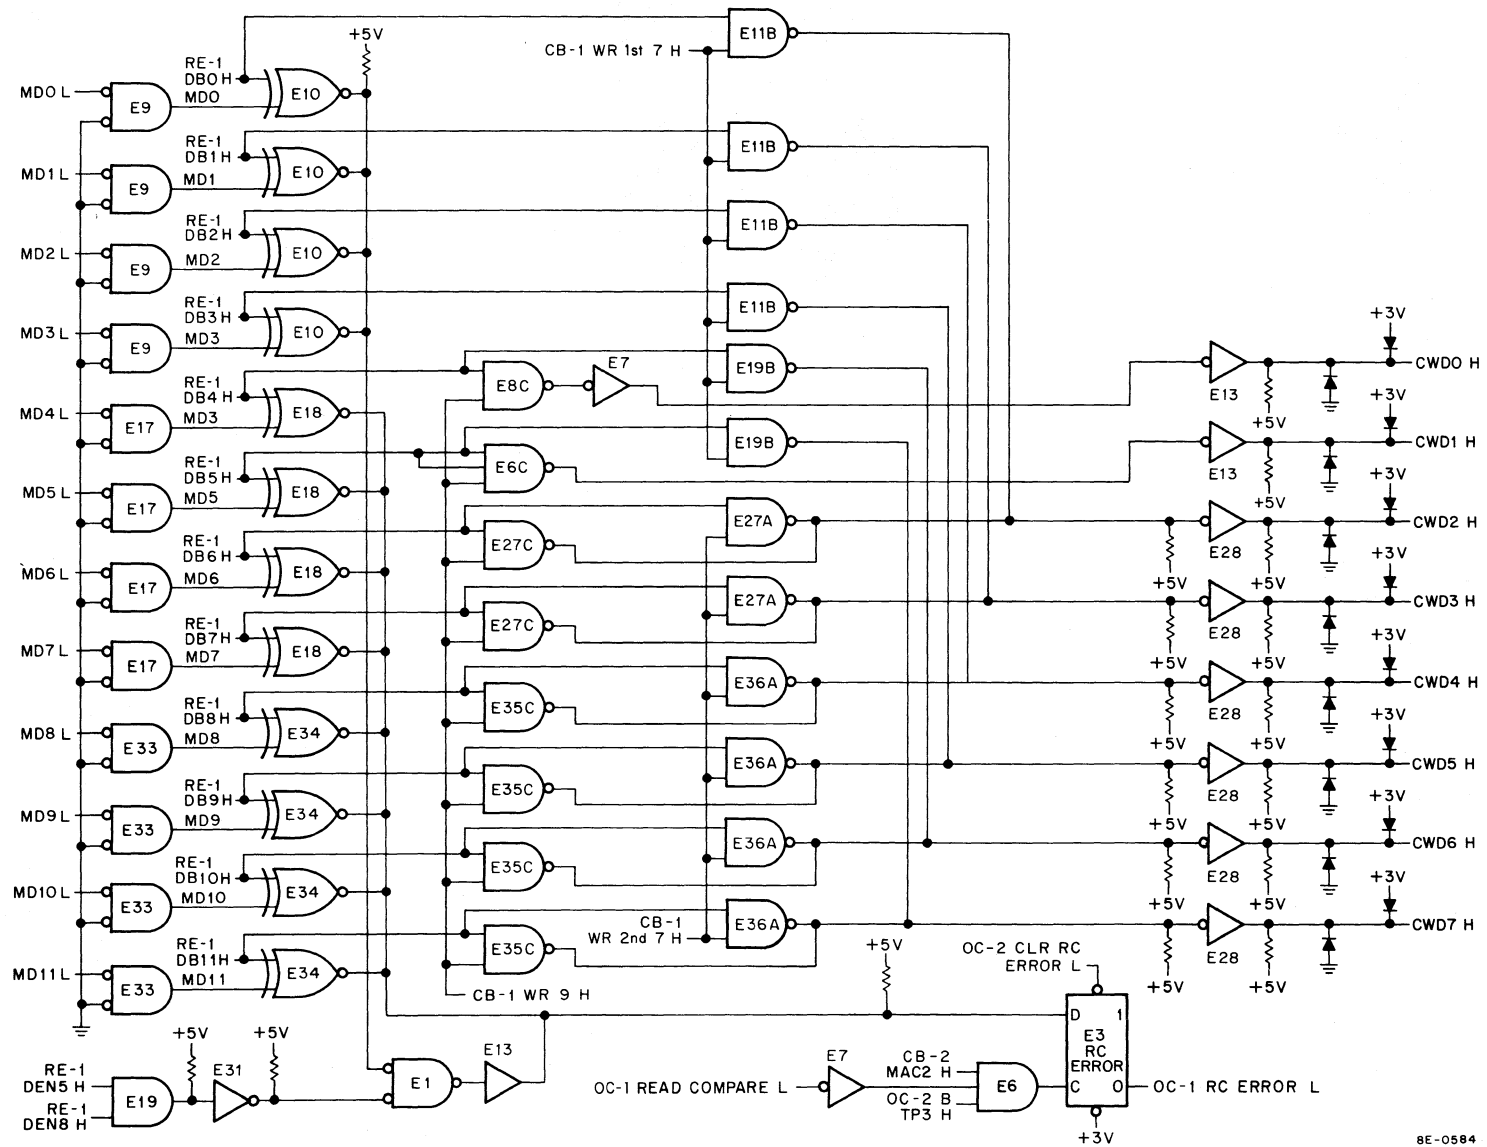 +5V
CB-1 WR 1st 7 H
E11B
RE-1
DB0 H
MD0 L
E9
MD0
E10
RE-1
DB1 H
MD1 L
E9
MD1
E10
E11B
RE-1
DB2 H
MD2 L
E9
MD2
E10
E11B
RE-1
DB3 H
MD3 L
E9
MD3
E10
E11B
+3V
E7
E19B
E8C
E13
CWD0 H
RE-1
DB4 H
MD4 L
E17
MD3
E18
+5V
+3V
E19B
E6C
E13
CWD1 H
RE-1
DB5 H
MD5 L
E17
MD5
E18
+5V
+3V
E27A
E27C
E28
CWD2 H
RE-1
DB6 H
MD6 L
E17
MD6
E18
+5V
+5V
+3V
E27A
E27C
E28
CWD3 H
RE-1
DB7 H
MD7 L
E17
MD7
E18
+5V
+5V
+3V
E36A
E35C
E28
CWD4 H
RE-1
DB8 H
MD8 L
E33
MD8
E34
+5V
+5V
+3V
E36A
E35C
E28
CWD5 H
RE-1
DB9 H
MD9 L
E33
MD9
E34
+5V
+5V
+3V
E36A
E35C
E28
CWD6 H
RE-1
DB10 H
MD10 L
E33
MD10
E34
+5V
+5V
+3V
CB-1
WR 2nd 7 H
E36A
E35C
E28
CWD7 H
RE-1
DB11 H
MD11 L
E33
MD11
E34
+5V
+5V
CB-1 WR 9 H
+5V
OC-2 CLR RC
ERROR L
D 1
E3
RC
ERROR
C 0
OC-1 RC ERROR L
+3V
+5V
+5V
RE-1
DEN5 H
RE-1
DEN8 H
E19
E31
E1
E13
OC-1 READ COMPARE L
E7
CB-2
MAC2 H
OC-2 B
TP3 H
E6
8E-0584